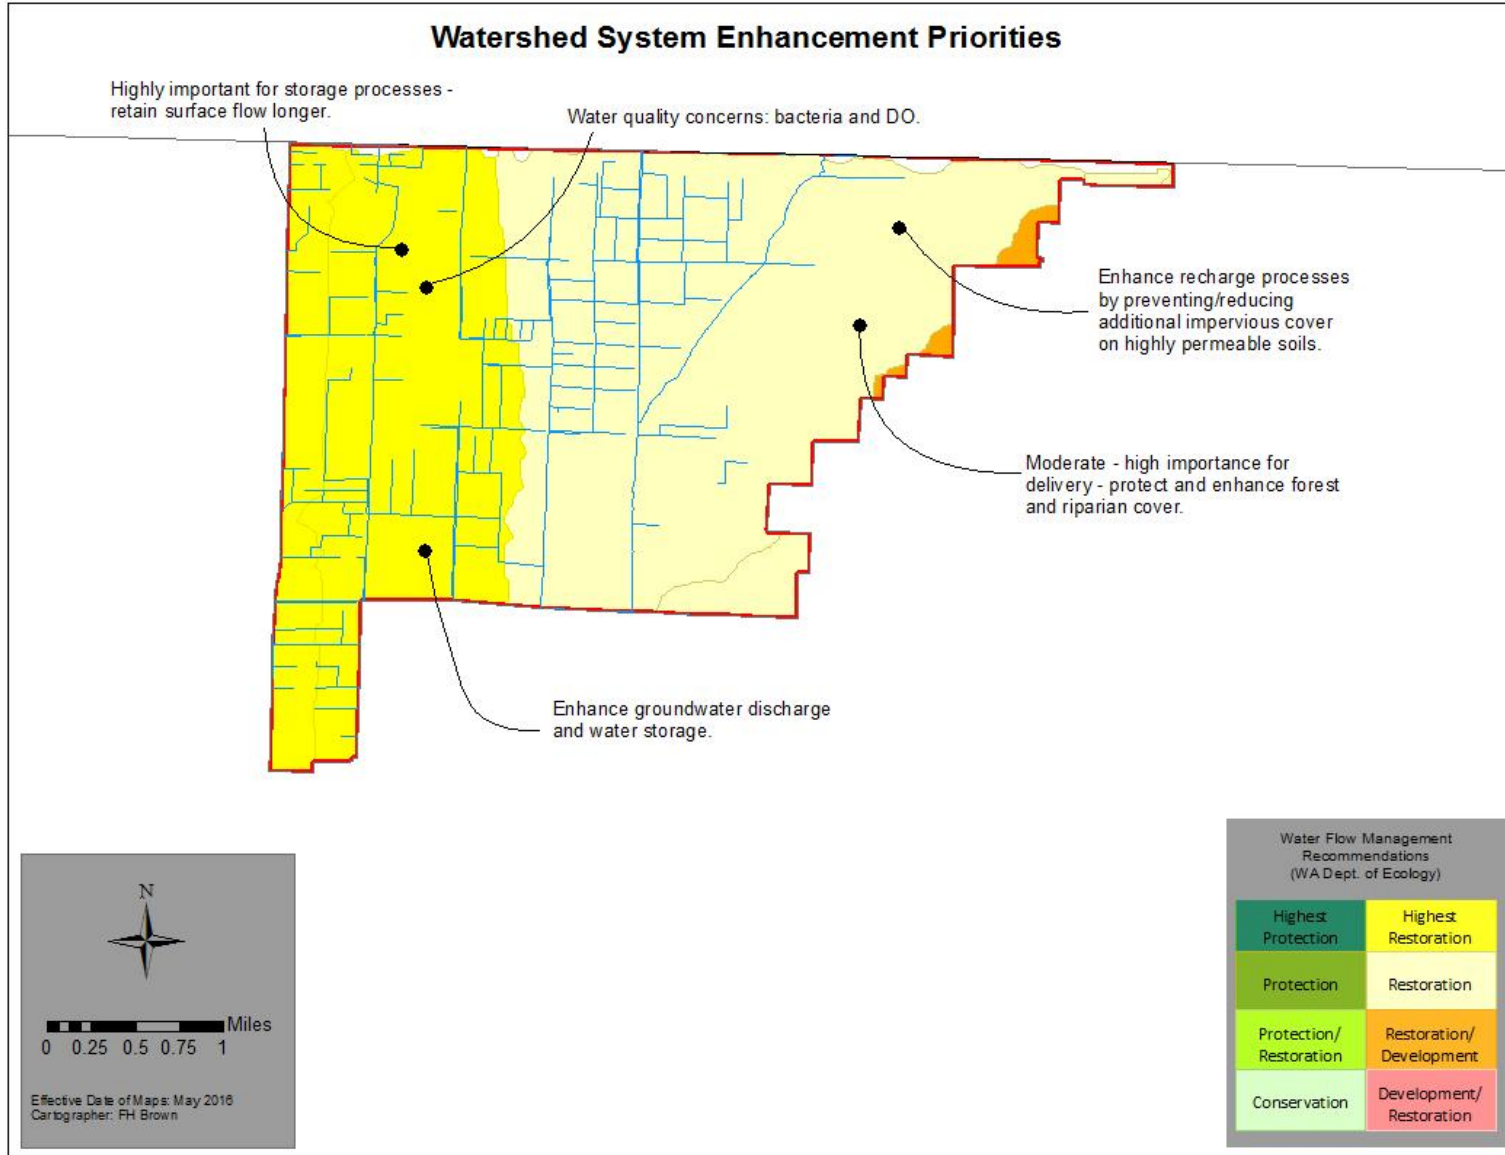 Watershed System Enhancement Priorities
Highly important for storage processes -
retain surface flow longer.
Water quality concerns: bacteria and DO.
Enhance recharge processes
by preventing/reducing
additional impervious cover
on highly permeable soils.
Moderate - high importance for
delivery - protect and enhance forest
and riparian cover.
Enhance groundwater discharge
and water storage.
N
Miles
0 0.25 0.5 0.75 1
Effective Date of Maps: May 2016
Cartographer: FH Brown
Water Flow Management
Recommendations
(WA Dept. of Ecology)
Highest
Protection
Highest
Restoration
Protection
Restoration
Protection/
Restoration
Restoration/
Development
Conservation
Development/
Restoration